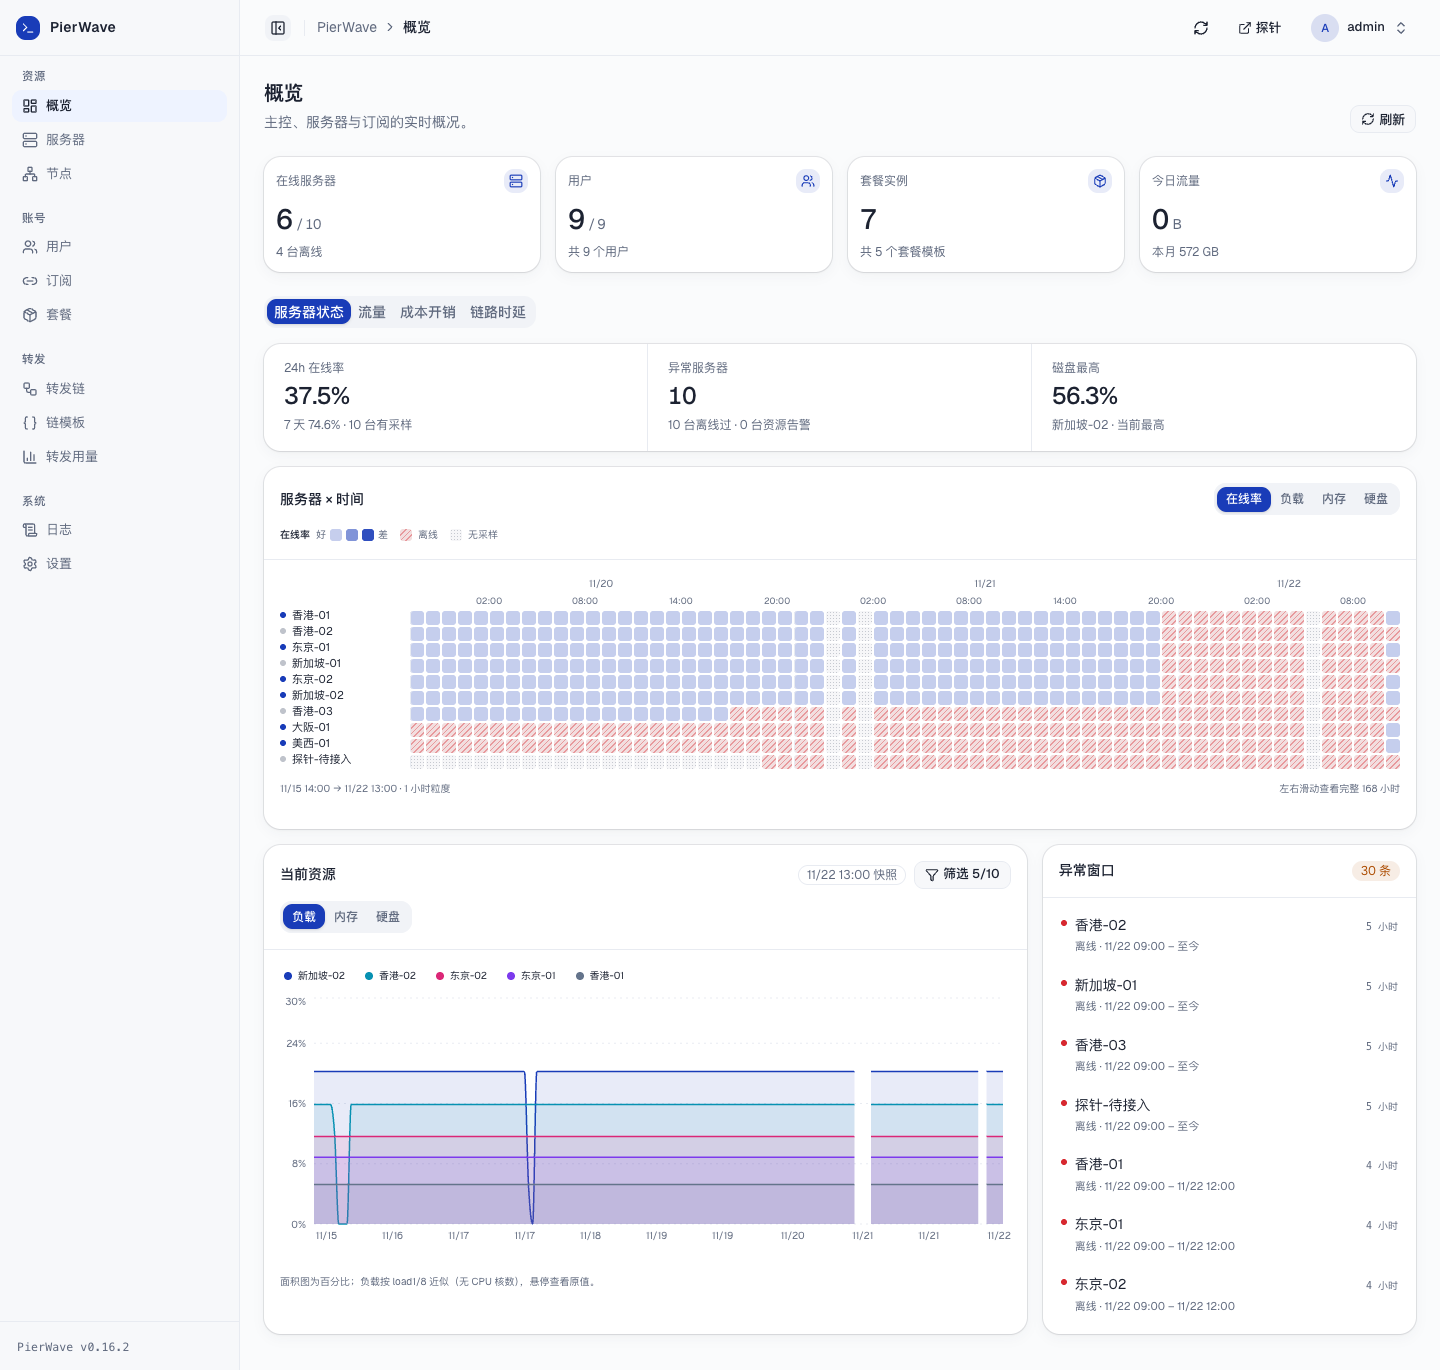 PierWave
PierWave > 概览
探针
A admin
资源
概览
服务器
节点
账号
用户
订阅
套餐
转发
转发链
链模板
转发用量
系统
日志
设置
PierWave v0.16.2
概览
主控、服务器与订阅的实时概况。
刷新
在线服务器
6 / 10
4 台离线
用户
9 / 9
共 9 个用户
套餐实例
7
共 5 个套餐模板
今日流量
0 B
本月 572 GB
服务器状态 流量 成本开销 链路时延
24h 在线率
37.5%
7 天 74.6% · 10 台有采样
异常服务器
10
10 台离线过 · 0 台资源告警
磁盘最高
56.3%
新加坡-02 · 当前最高
服务器 × 时间
在线率 负载 内存 硬盘
在线率 好 差 离线 无采样
11/20 11/21 11/22
02:00 08:00 14:00 20:00 02:00 08:00 14:00 20:00 02:00 08:00
香港-01
香港-02
东京-01
新加坡-01
东京-02
新加坡-02
香港-03
大阪-01
美西-01
探针-待接入
11/15 14:00 → 11/22 13:00 · 1 小时粒度
左右滑动查看完整 168 小时
当前资源
11/22 13:00 快照
筛选 5/10
负载 内存 硬盘
新加坡-02 香港-02 东京-02 东京-01 香港-01
30%
24%
16%
8%
0%
11/15 11/16 11/17 11/17 11/18 11/19 11/19 11/20 11/21 11/21 11/22
面积图为百分比；负载按 load1/8 近似（无 CPU 核数），悬停查看原值。
异常窗口
30 条
香港-02
5 小时
离线 · 11/22 09:00 – 至今
新加坡-01
5 小时
离线 · 11/22 09:00 – 至今
香港-03
5 小时
离线 · 11/22 09:00 – 至今
探针-待接入
5 小时
离线 · 11/22 09:00 – 至今
香港-01
4 小时
离线 · 11/22 09:00 – 11/22 12:00
东京-01
4 小时
离线 · 11/22 09:00 – 11/22 12:00
东京-02
4 小时
离线 · 11/22 09:00 – 11/22 12:00